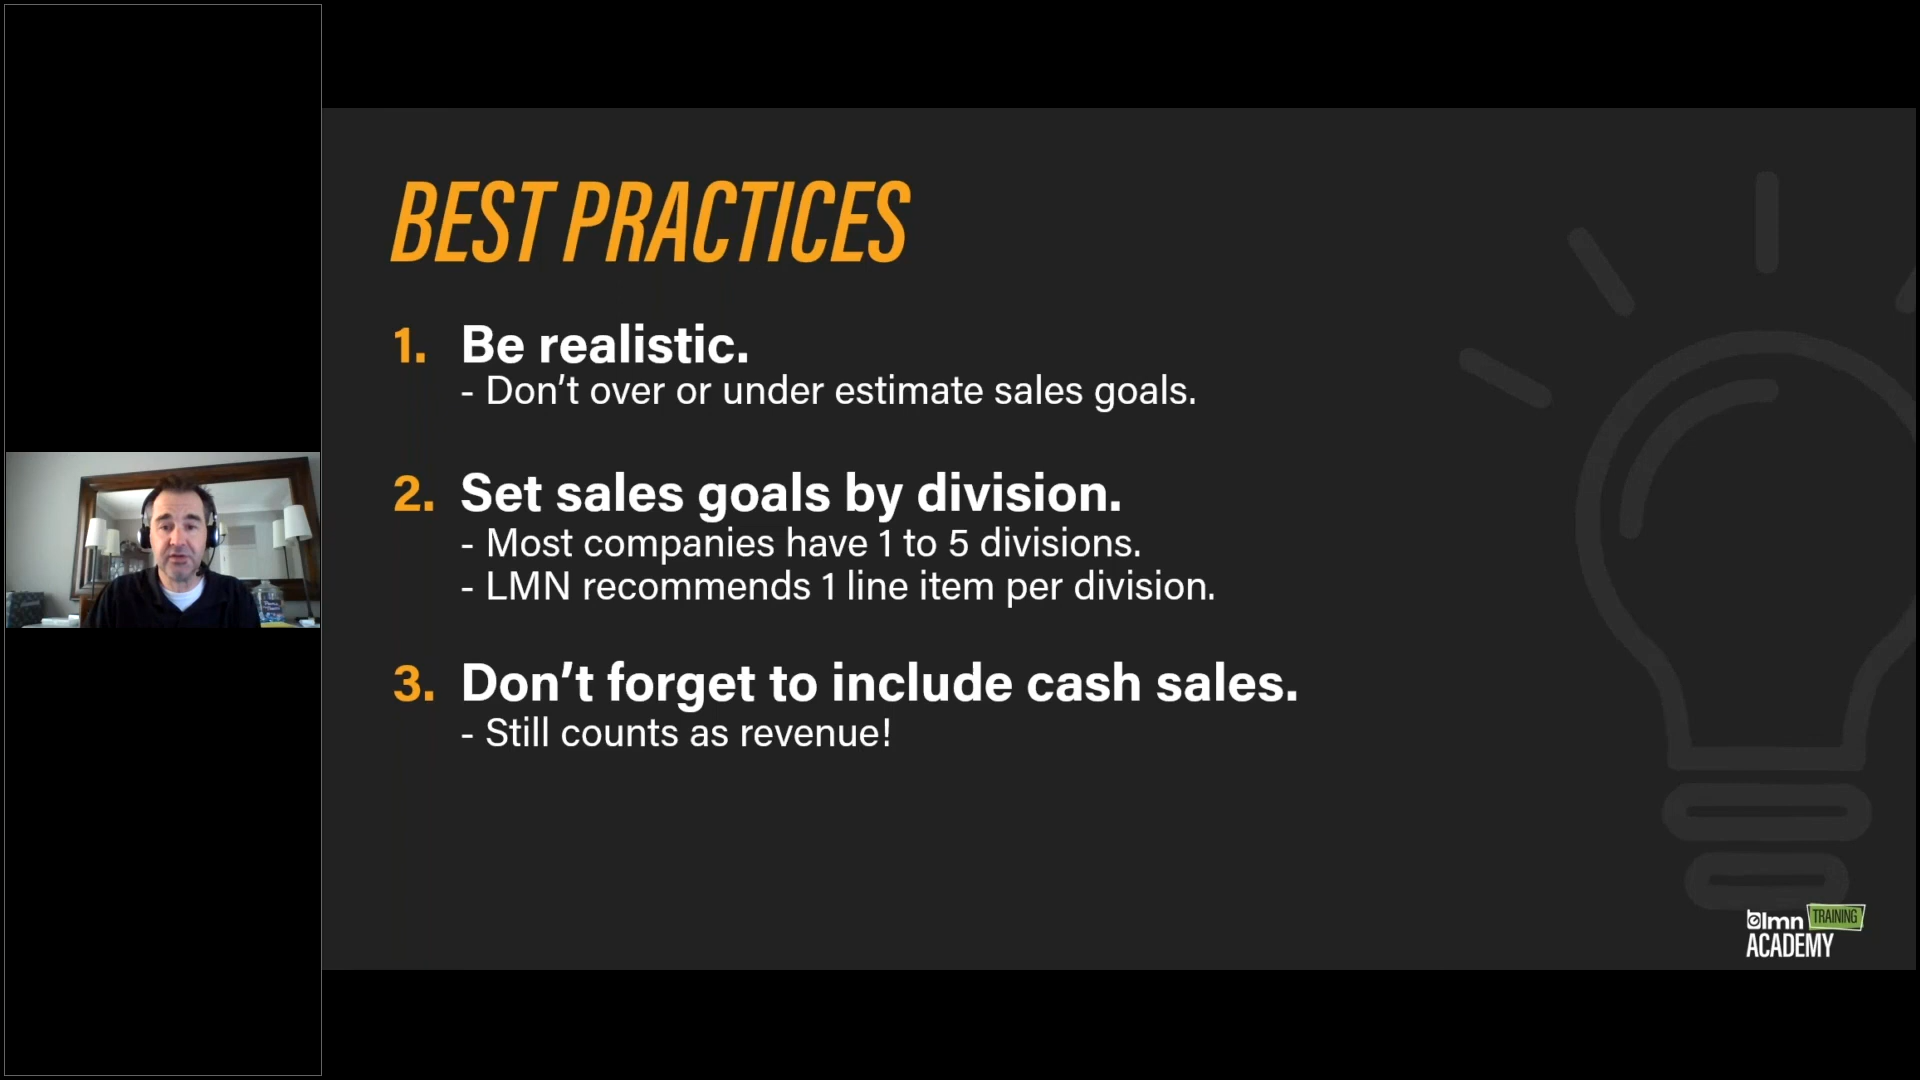 BEST PRACTICES
1. Be realistic.
- Don’t over or under estimate sales goals.
2. Set sales goals by division.
- Most companies have 1 to 5 divisions.
- LMN recommends 1 line item per division.
3. Don’t forget to include cash sales.
- Still counts as revenue!
lmn TRAINING
ACADEMY